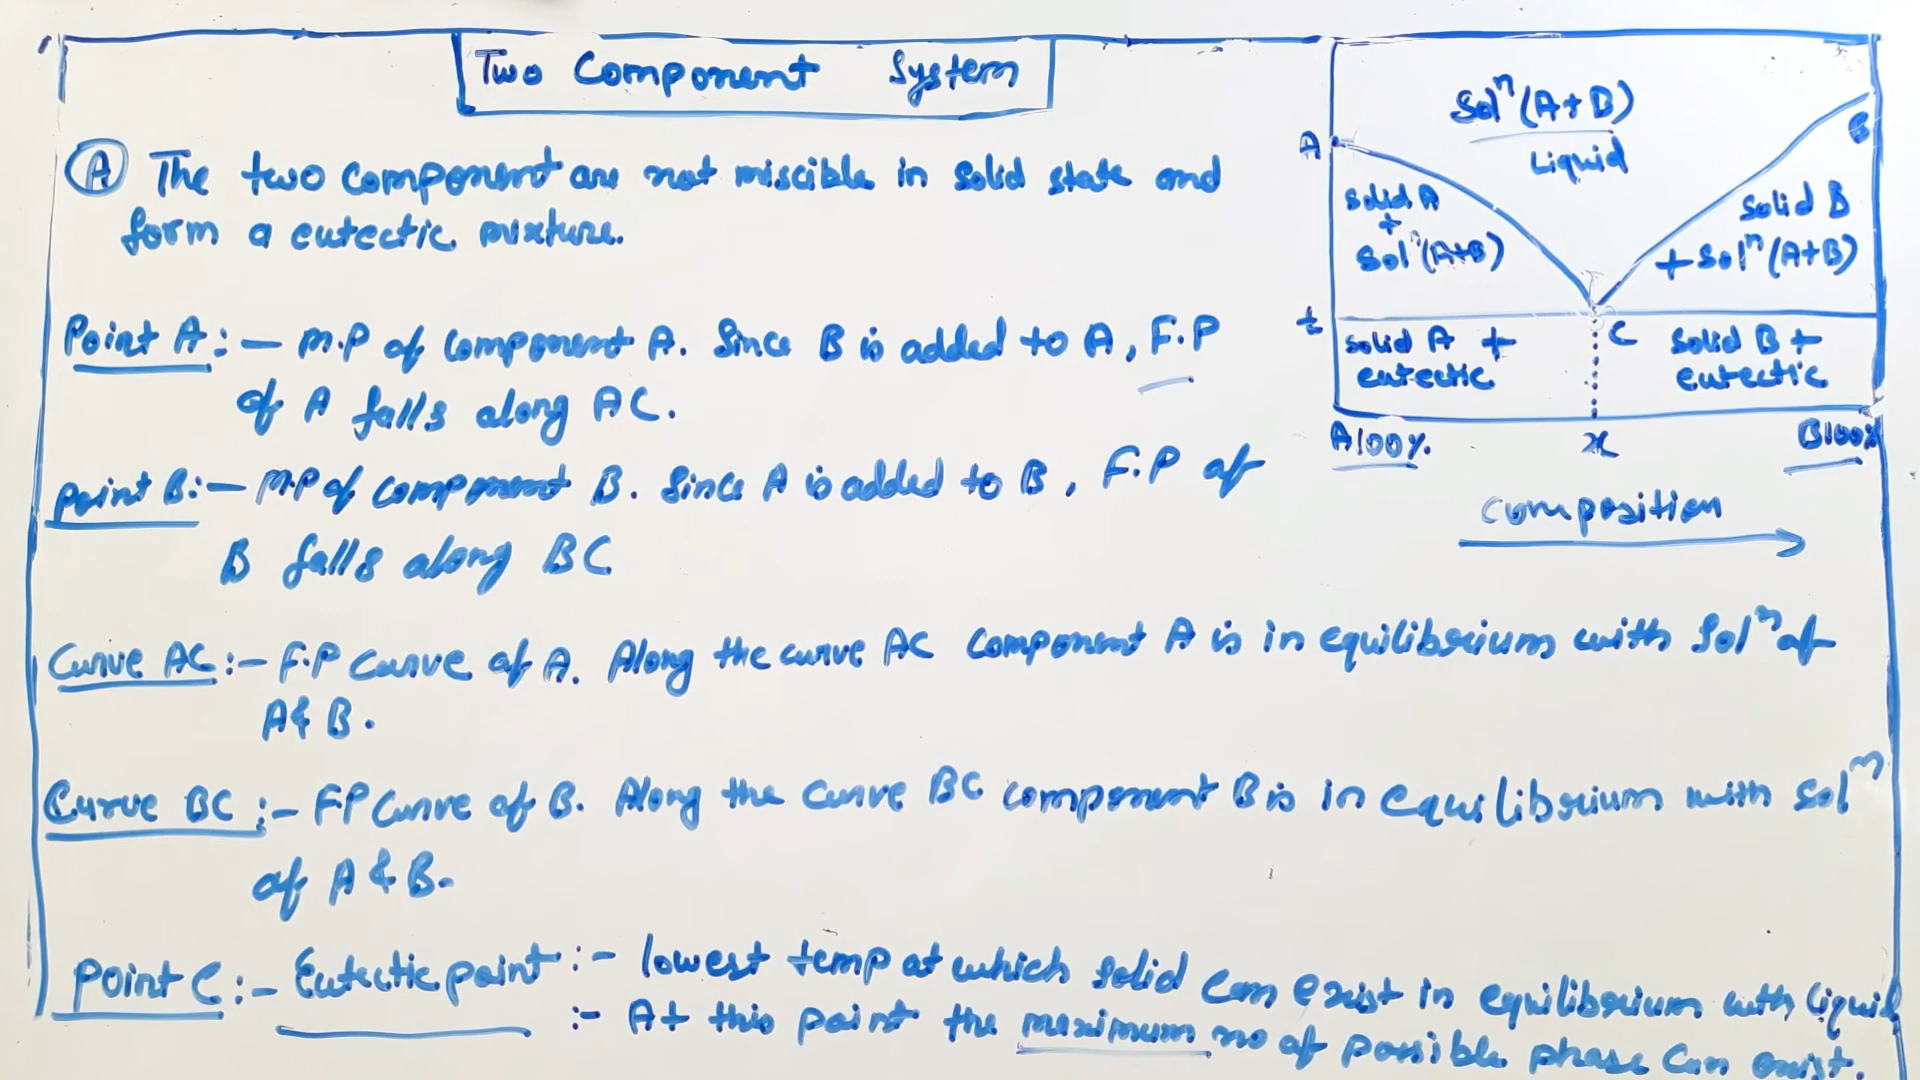 Two Component System
Ⓐ The two component are not miscible in solid state and
form a eutectic mixture.
Point A :- M.P of component A. Since B is added to A, F.P
of A falls along AC.
Point B :- M.P of component B. Since A is added to B, F.P of
B falls along BC
Curve AC :- F.P Curve of A. Along the curve AC component A is in equilibrium with Solⁿ of
A & B.
Curve BC :- FP Curve of B. Along the curve BC component B is in equilibrium with Solⁿ
of A & B.
Point C :- Eutectic point :- lowest temp at which solid can exist in equilibrium with liquid
:- At this point the maximum no of possible phase can exist.
Solⁿ (A+B)
Liquid
A
B
Solid A
+
Solⁿ (A+B)
Solid B
+ Solⁿ (A+B)
t
C
Solid A +
eutectic
Solid B +
eutectic
A100%
x
B100%
Composition